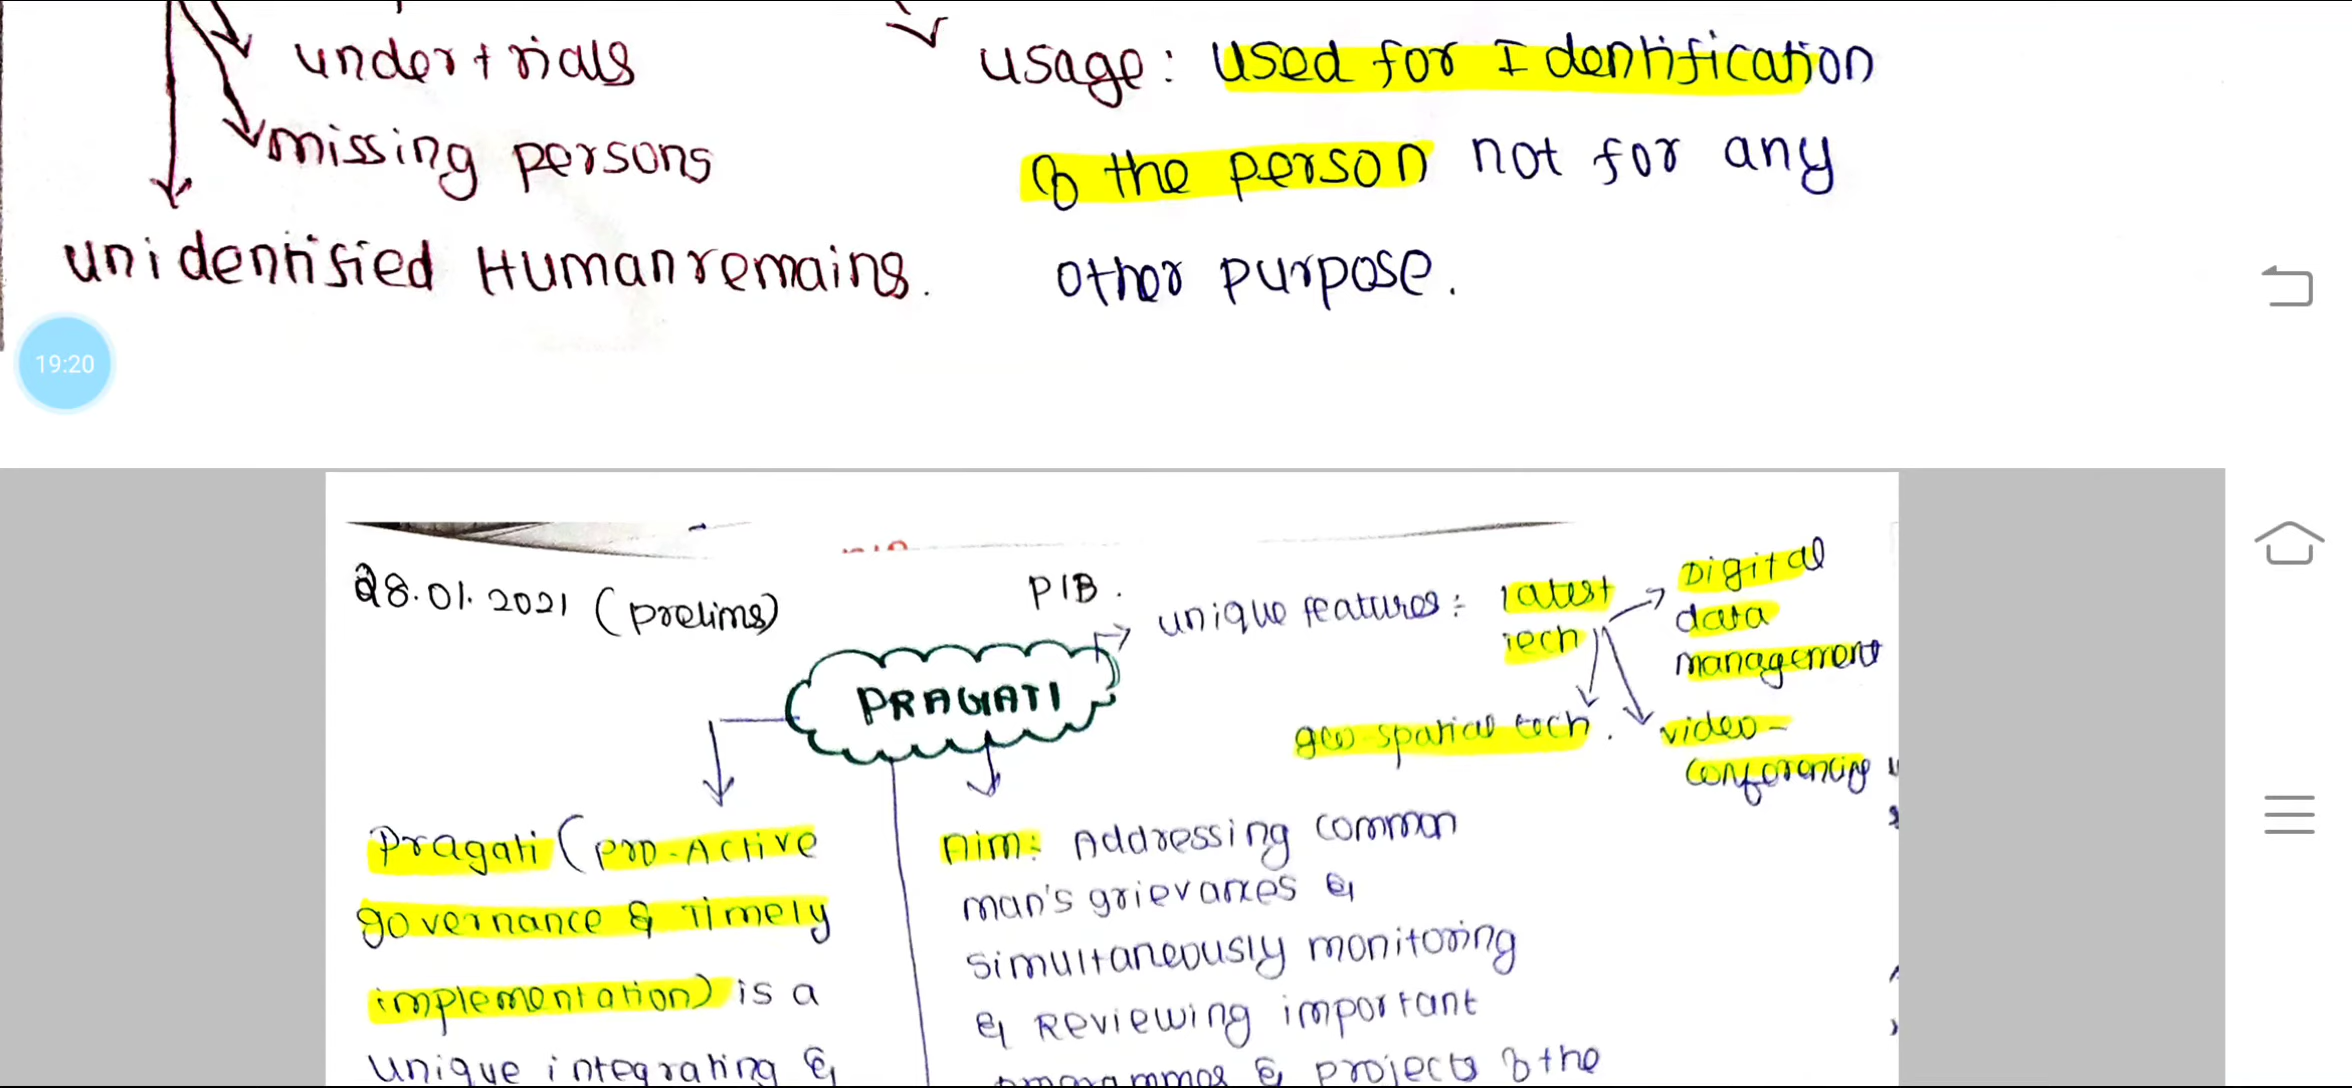 undertrials
missing persons
unidentified Human remains.
usage: used for Identification
of the person not for any
other purpose.
19:20
28.01.2021 (prelims)
PIB.
unique features:
latest
tech
Digital
data
management
geo-spatial tech.
video-
conferencing
PRAGATI
Pragati (pro-Active
governance & Timely
implementation) is a
unique integrating &
Aim: Addressing common
man's grievances &
simultaneously monitoring
& Reviewing important
programmes & projects of the